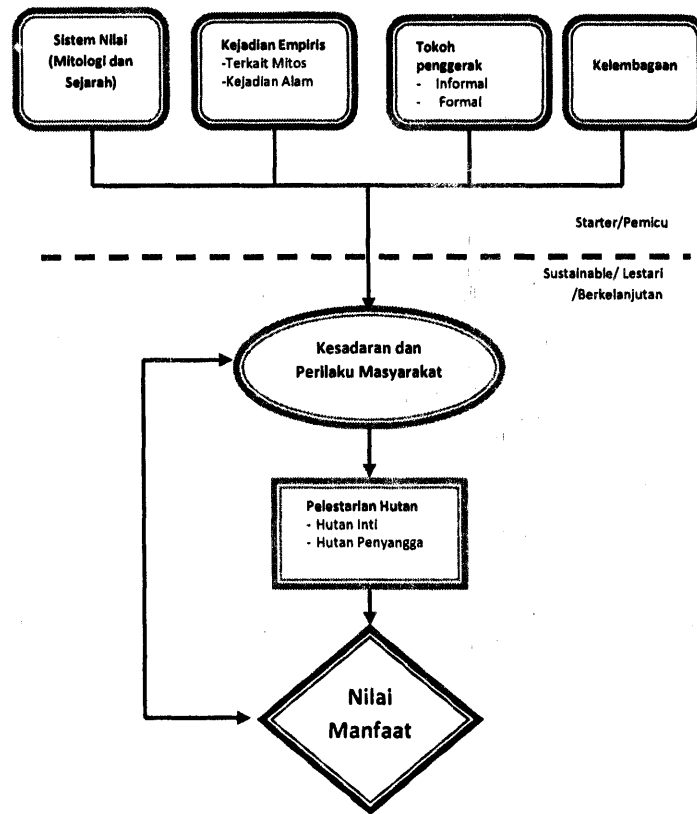 Sistem Nilai
(Mitologi dan
Sejarah)
Kejadian Empiris
-Terkait Mitos
-Kejadian Alam
Tokoh
penggerak
- Informal
- Formal
Kelembagaan
Starter/Pemicu
Sustainable/ Lestari
/Berkelanjutan
Kesadaran dan
Perilaku Masyarakat
Pelestarian Hutan
- Hutan Inti
- Hutan Penyangga
Nilai
Manfaat